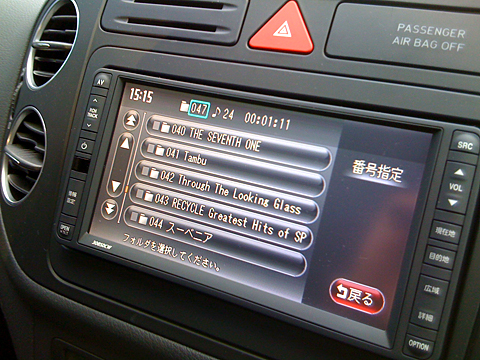 PASSENGER
AIR BAG OFF
AV
15:15
047 ♪24 00:01:11
SRC
040 THE SEVENTH ONE
041 Tambu
番号指定
042 Through The Looking Glass
VOL
043 RECYCLE Greatest Hits of SP
044 スーベニア
現在地
フォルダを選択してください。
目的地
戻る
広域
詳細
OPTION
OPEN